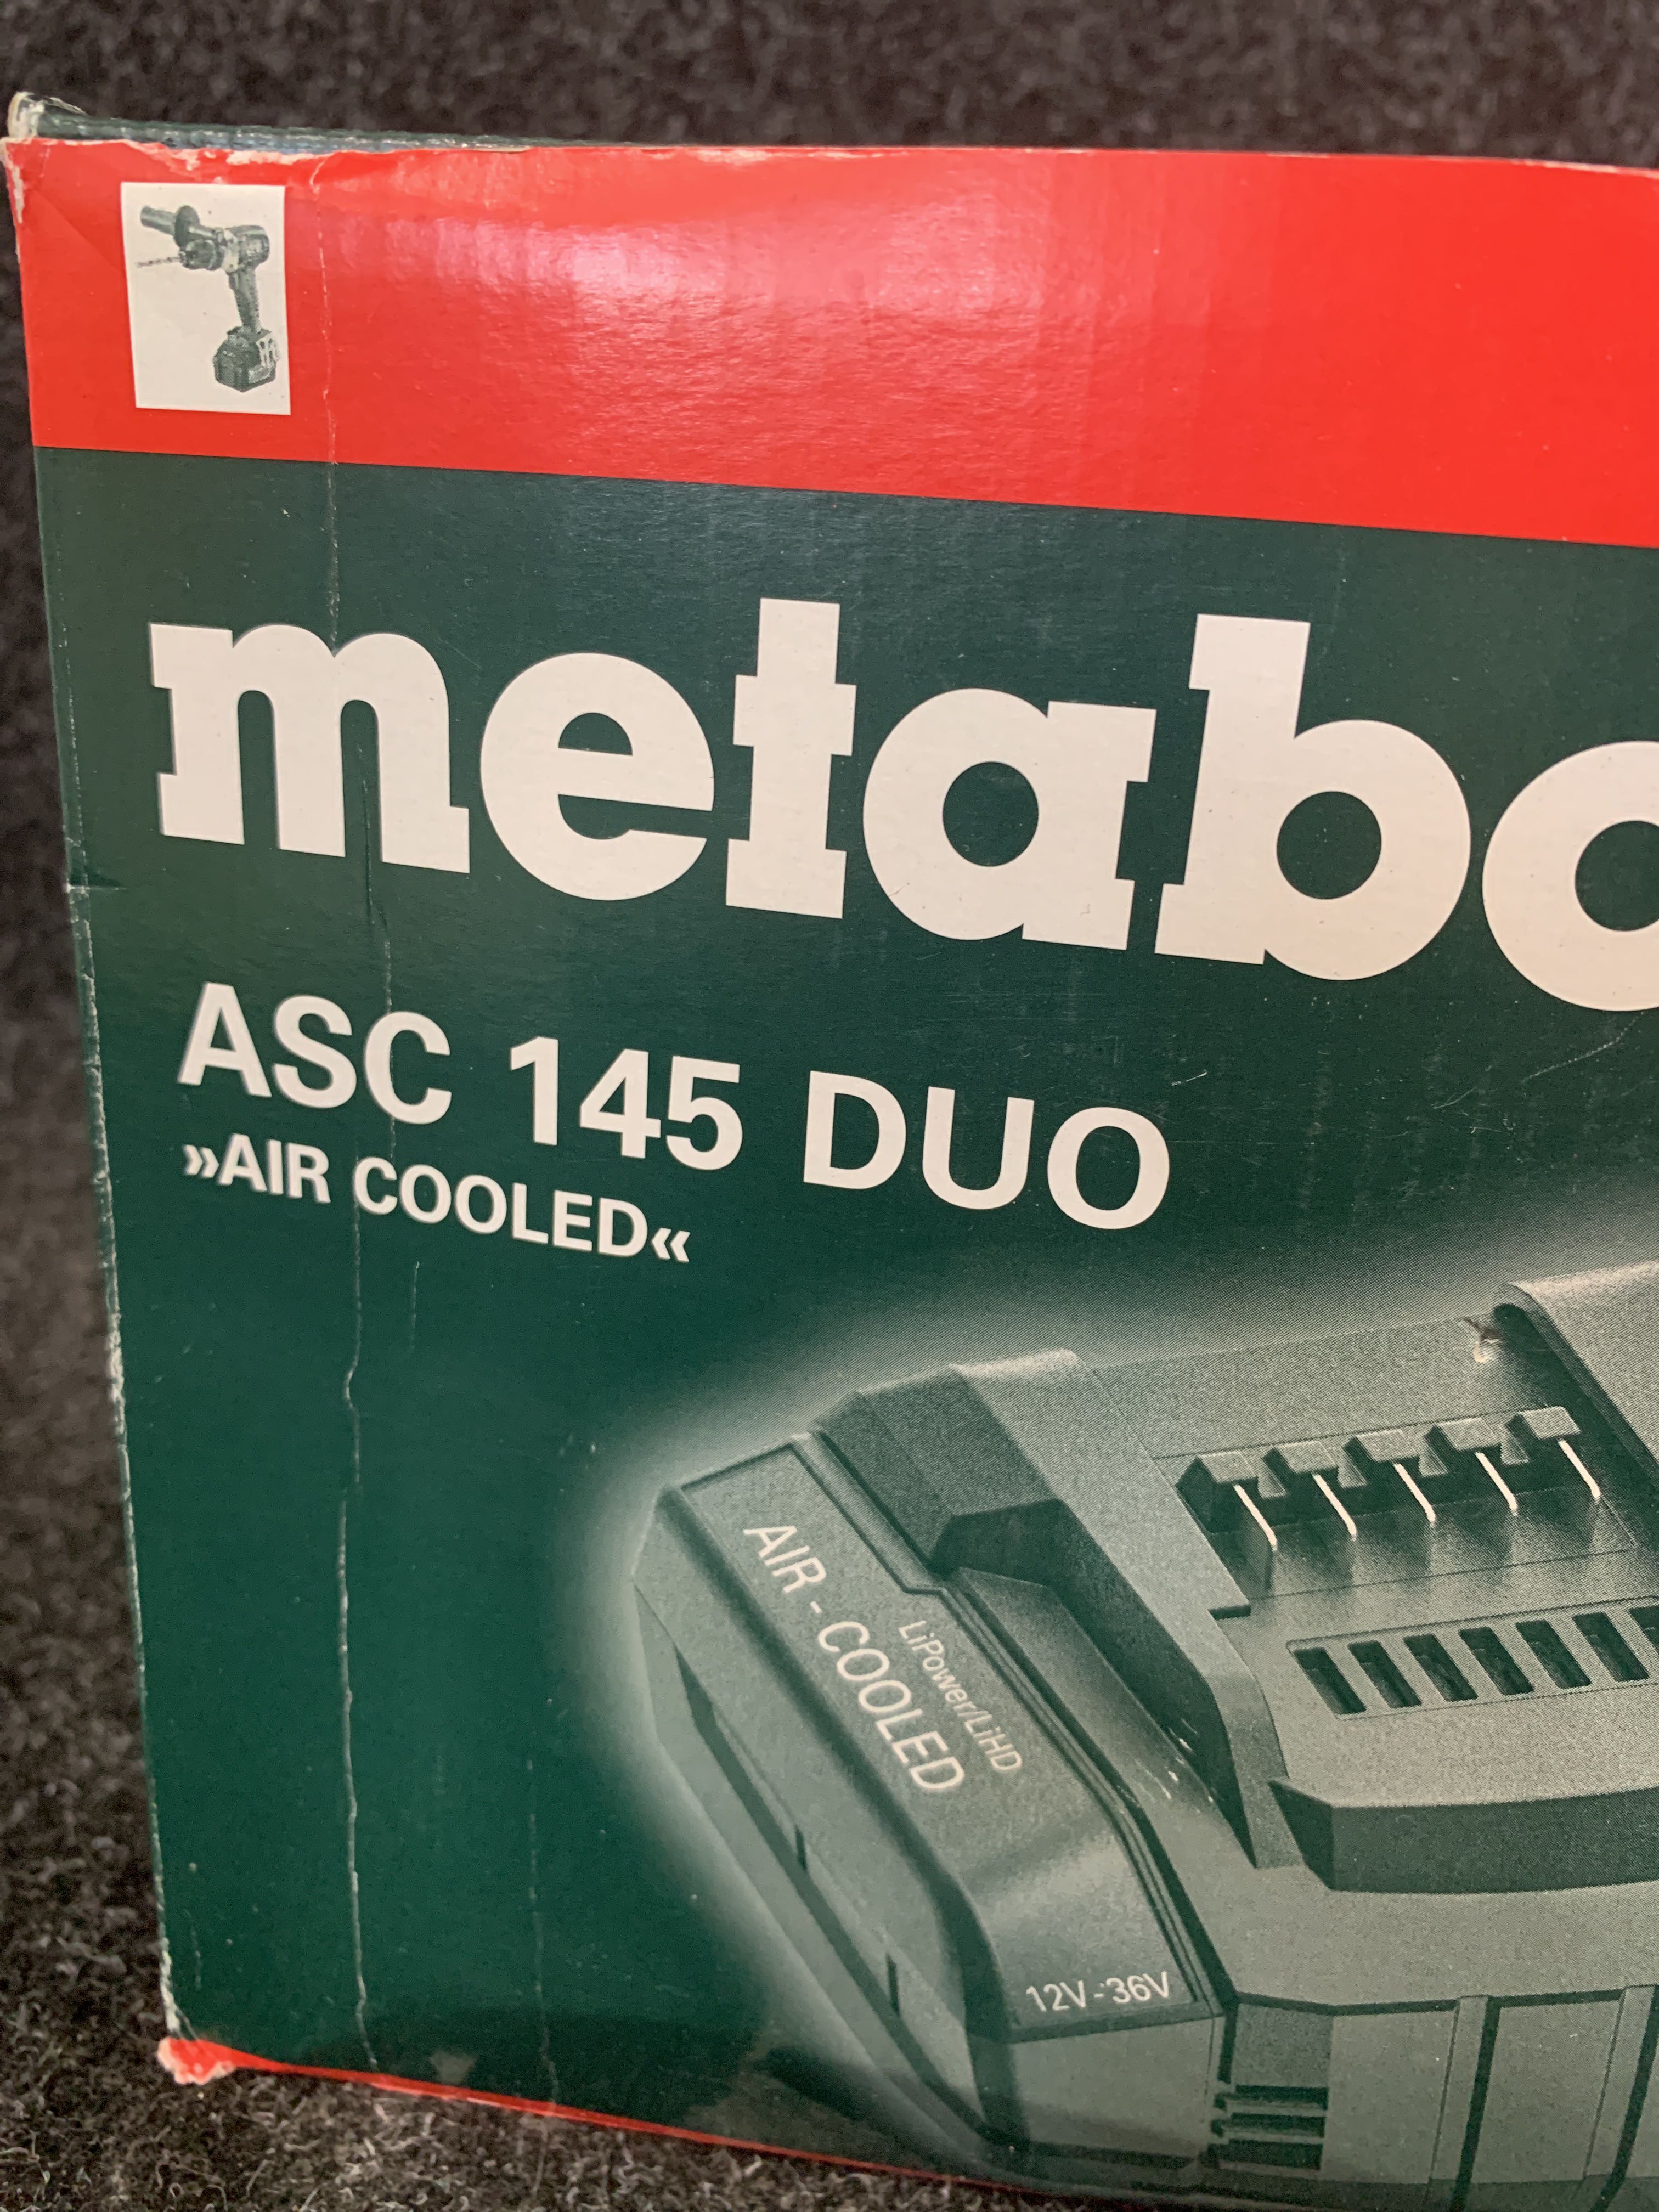 metabo
ASC 145 DUO
»AIR COOLED«
LiPower/LiHD
AIR - COOLED
12V - 36V